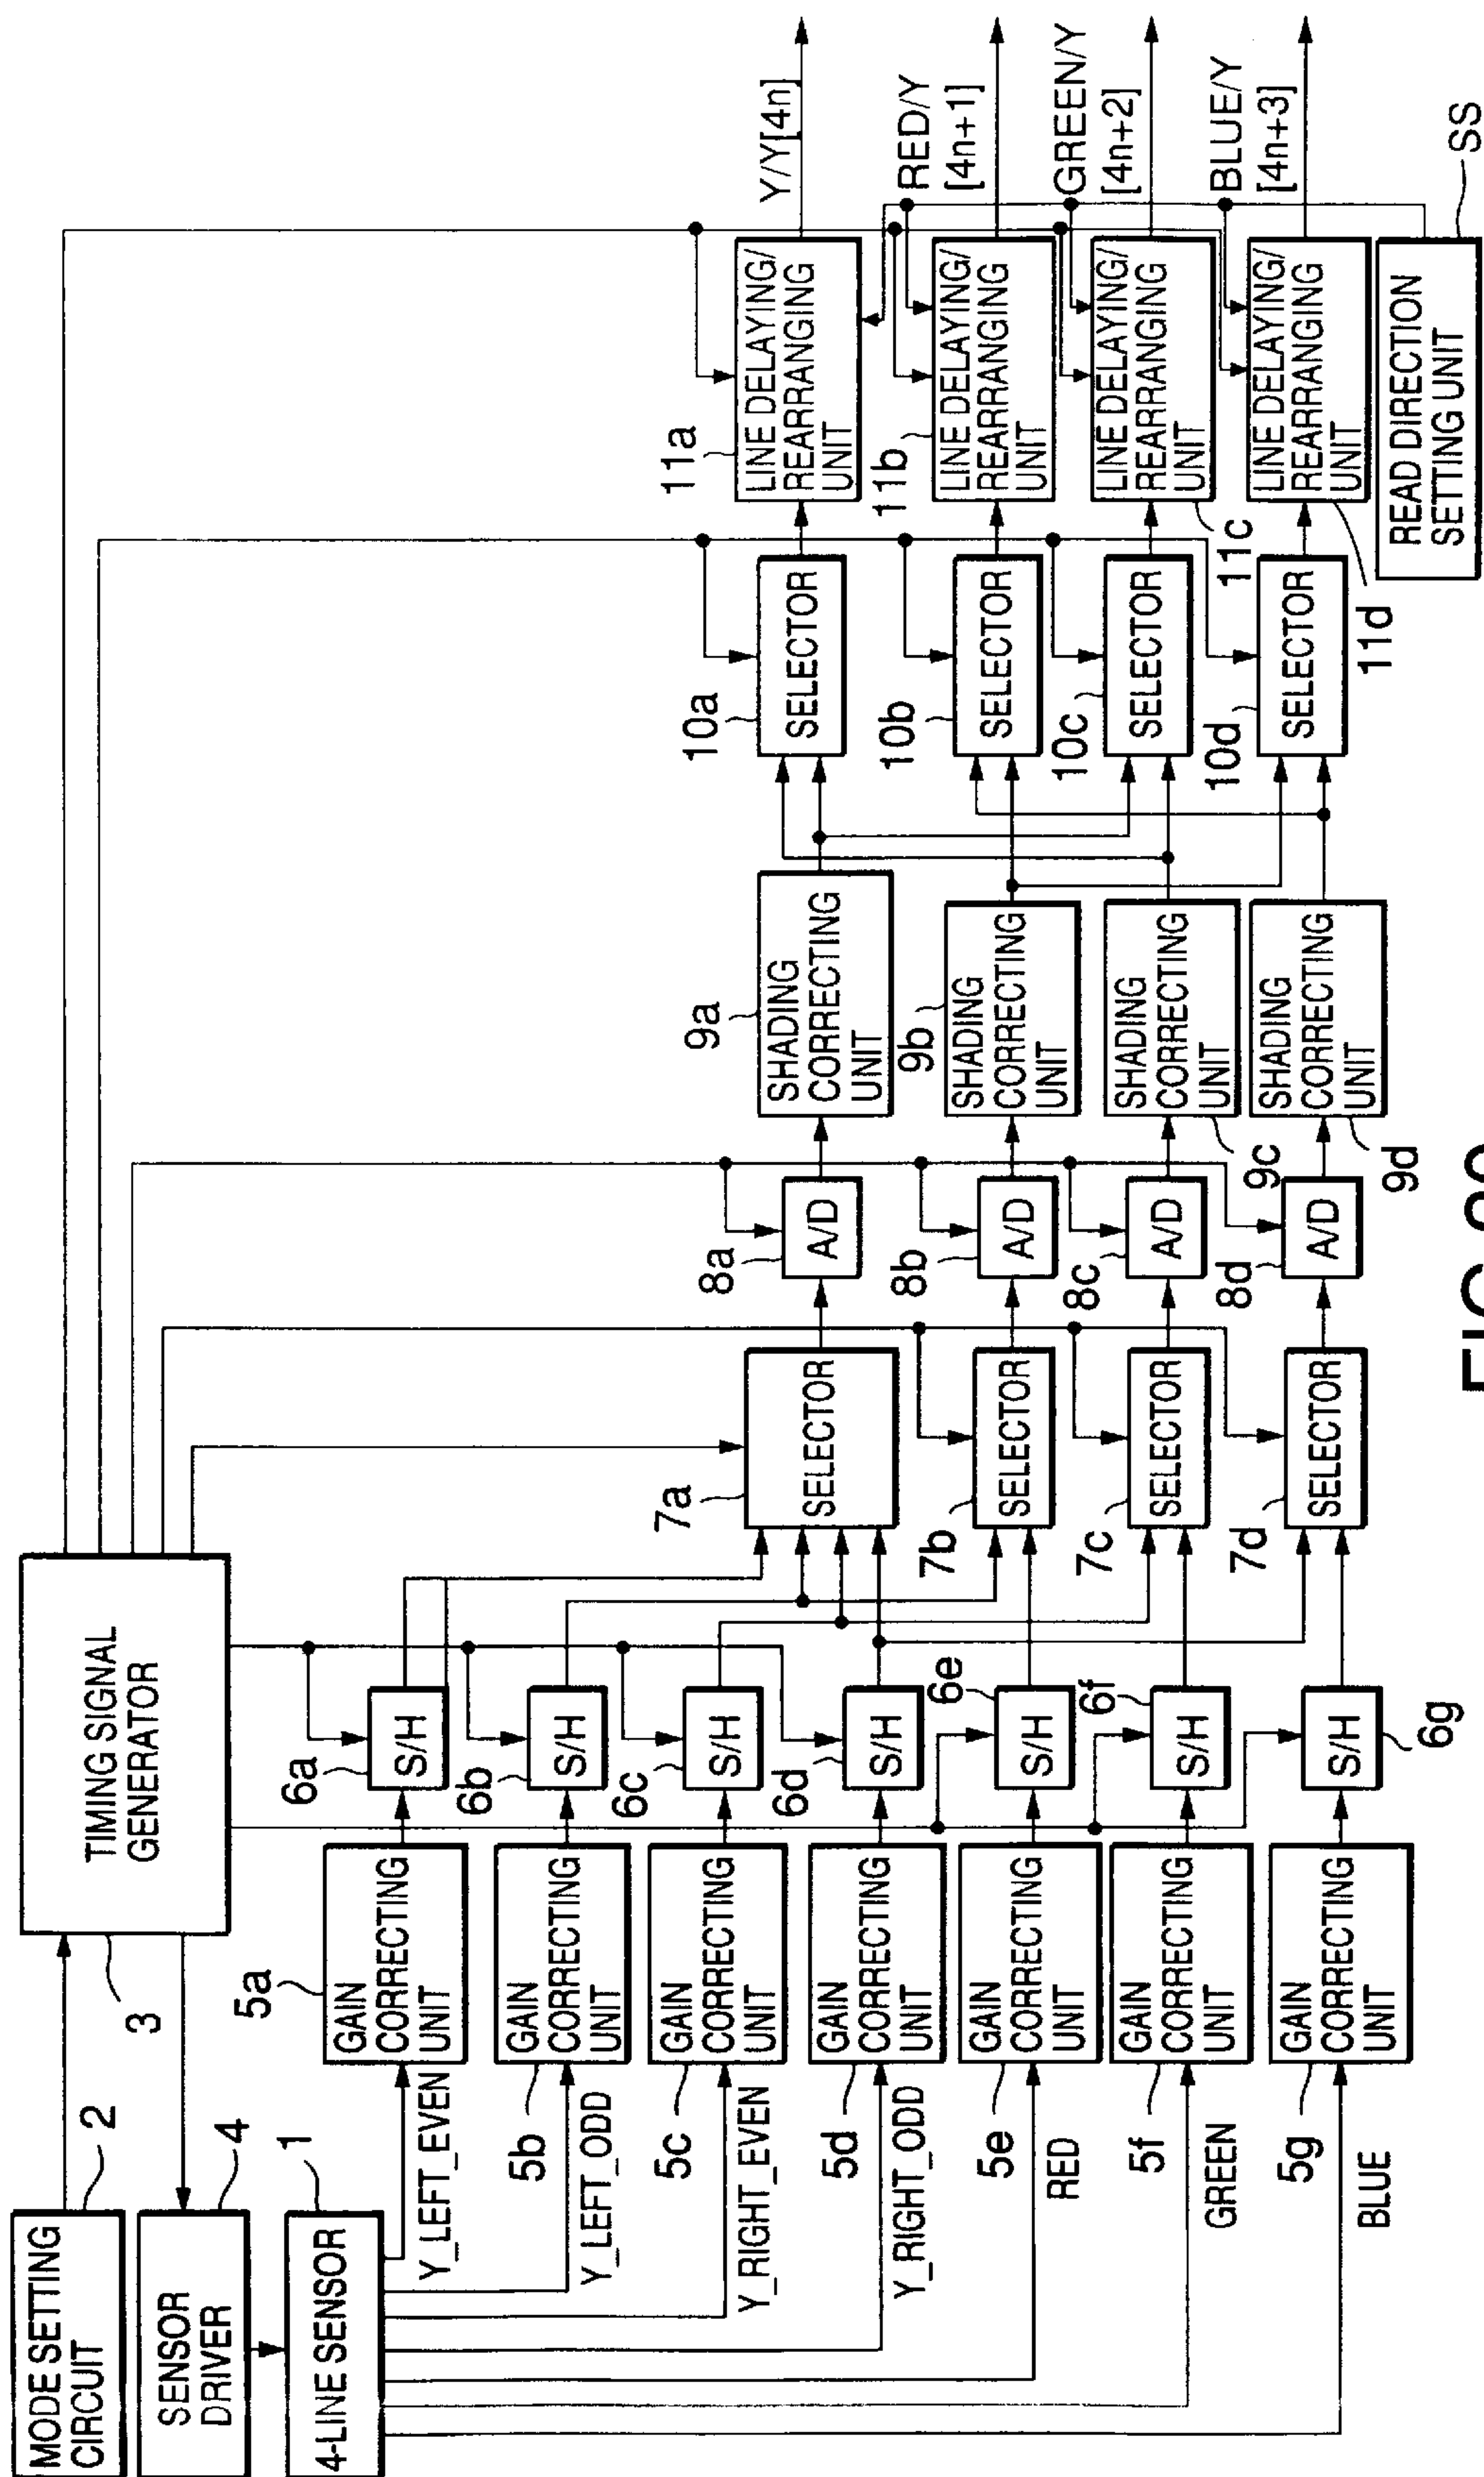 MODE SETTING
CIRCUIT
2
SENSOR
DRIVER
4
4-LINE SENSOR
1
TIMING SIGNAL
GENERATOR
3
Y_LEFT_EVEN
Y_LEFT_ODD
Y_RIGHT_EVEN
Y_RIGHT_ODD
RED
GREEN
BLUE
5a
GAIN
CORRECTING
UNIT
5b
GAIN
CORRECTING
UNIT
5c
GAIN
CORRECTING
UNIT
5d
GAIN
CORRECTING
UNIT
5e
GAIN
CORRECTING
UNIT
5f
GAIN
CORRECTING
UNIT
5g
GAIN
CORRECTING
UNIT
6a
S/H
6b
S/H
6c
S/H
6d
S/H
6e
S/H
6f
S/H
6g
S/H
7a
SELECTOR
7b
SELECTOR
7c
SELECTOR
7d
SELECTOR
8a
A/D
8b
A/D
8c
A/D
8d
A/D
9a
SHADING
CORRECTING
UNIT
9b
SHADING
CORRECTING
UNIT
9c
SHADING
CORRECTING
UNIT
9d
SHADING
CORRECTING
UNIT
10a
SELECTOR
10b
SELECTOR
10c
SELECTOR
10d
SELECTOR
11a
LINE DELAYING/
REARRANGING
UNIT
11b
LINE DELAYING/
REARRANGING
UNIT
11c
LINE DELAYING/
REARRANGING
UNIT
11d
LINE DELAYING/
REARRANGING
UNIT
READ DIRECTION
SETTING UNIT
SS
Y/Y[4n]
RED/Y
[4n+1]
GREEN/Y
[4n+2]
BLUE/Y
[4n+3]